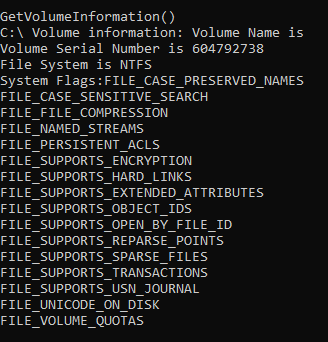 GetVolumeInformation()
C:\ Volume information: Volume Name is
Volume Serial Number is 604792738
File System is NTFS
System Flags:FILE_CASE_PRESERVED_NAMES
FILE_CASE_SENSITIVE_SEARCH
FILE_FILE_COMPRESSION
FILE_NAMED_STREAMS
FILE_PERSISTENT_ACLS
FILE_SUPPORTS_ENCRYPTION
FILE_SUPPORTS_HARD_LINKS
FILE_SUPPORTS_EXTENDED_ATTRIBUTES
FILE_SUPPORTS_OBJECT_IDS
FILE_SUPPORTS_OPEN_BY_FILE_ID
FILE_SUPPORTS_REPARSE_POINTS
FILE_SUPPORTS_SPARSE_FILES
FILE_SUPPORTS_TRANSACTIONS
FILE_SUPPORTS_USN_JOURNAL
FILE_UNICODE_ON_DISK
FILE_VOLUME_QUOTAS